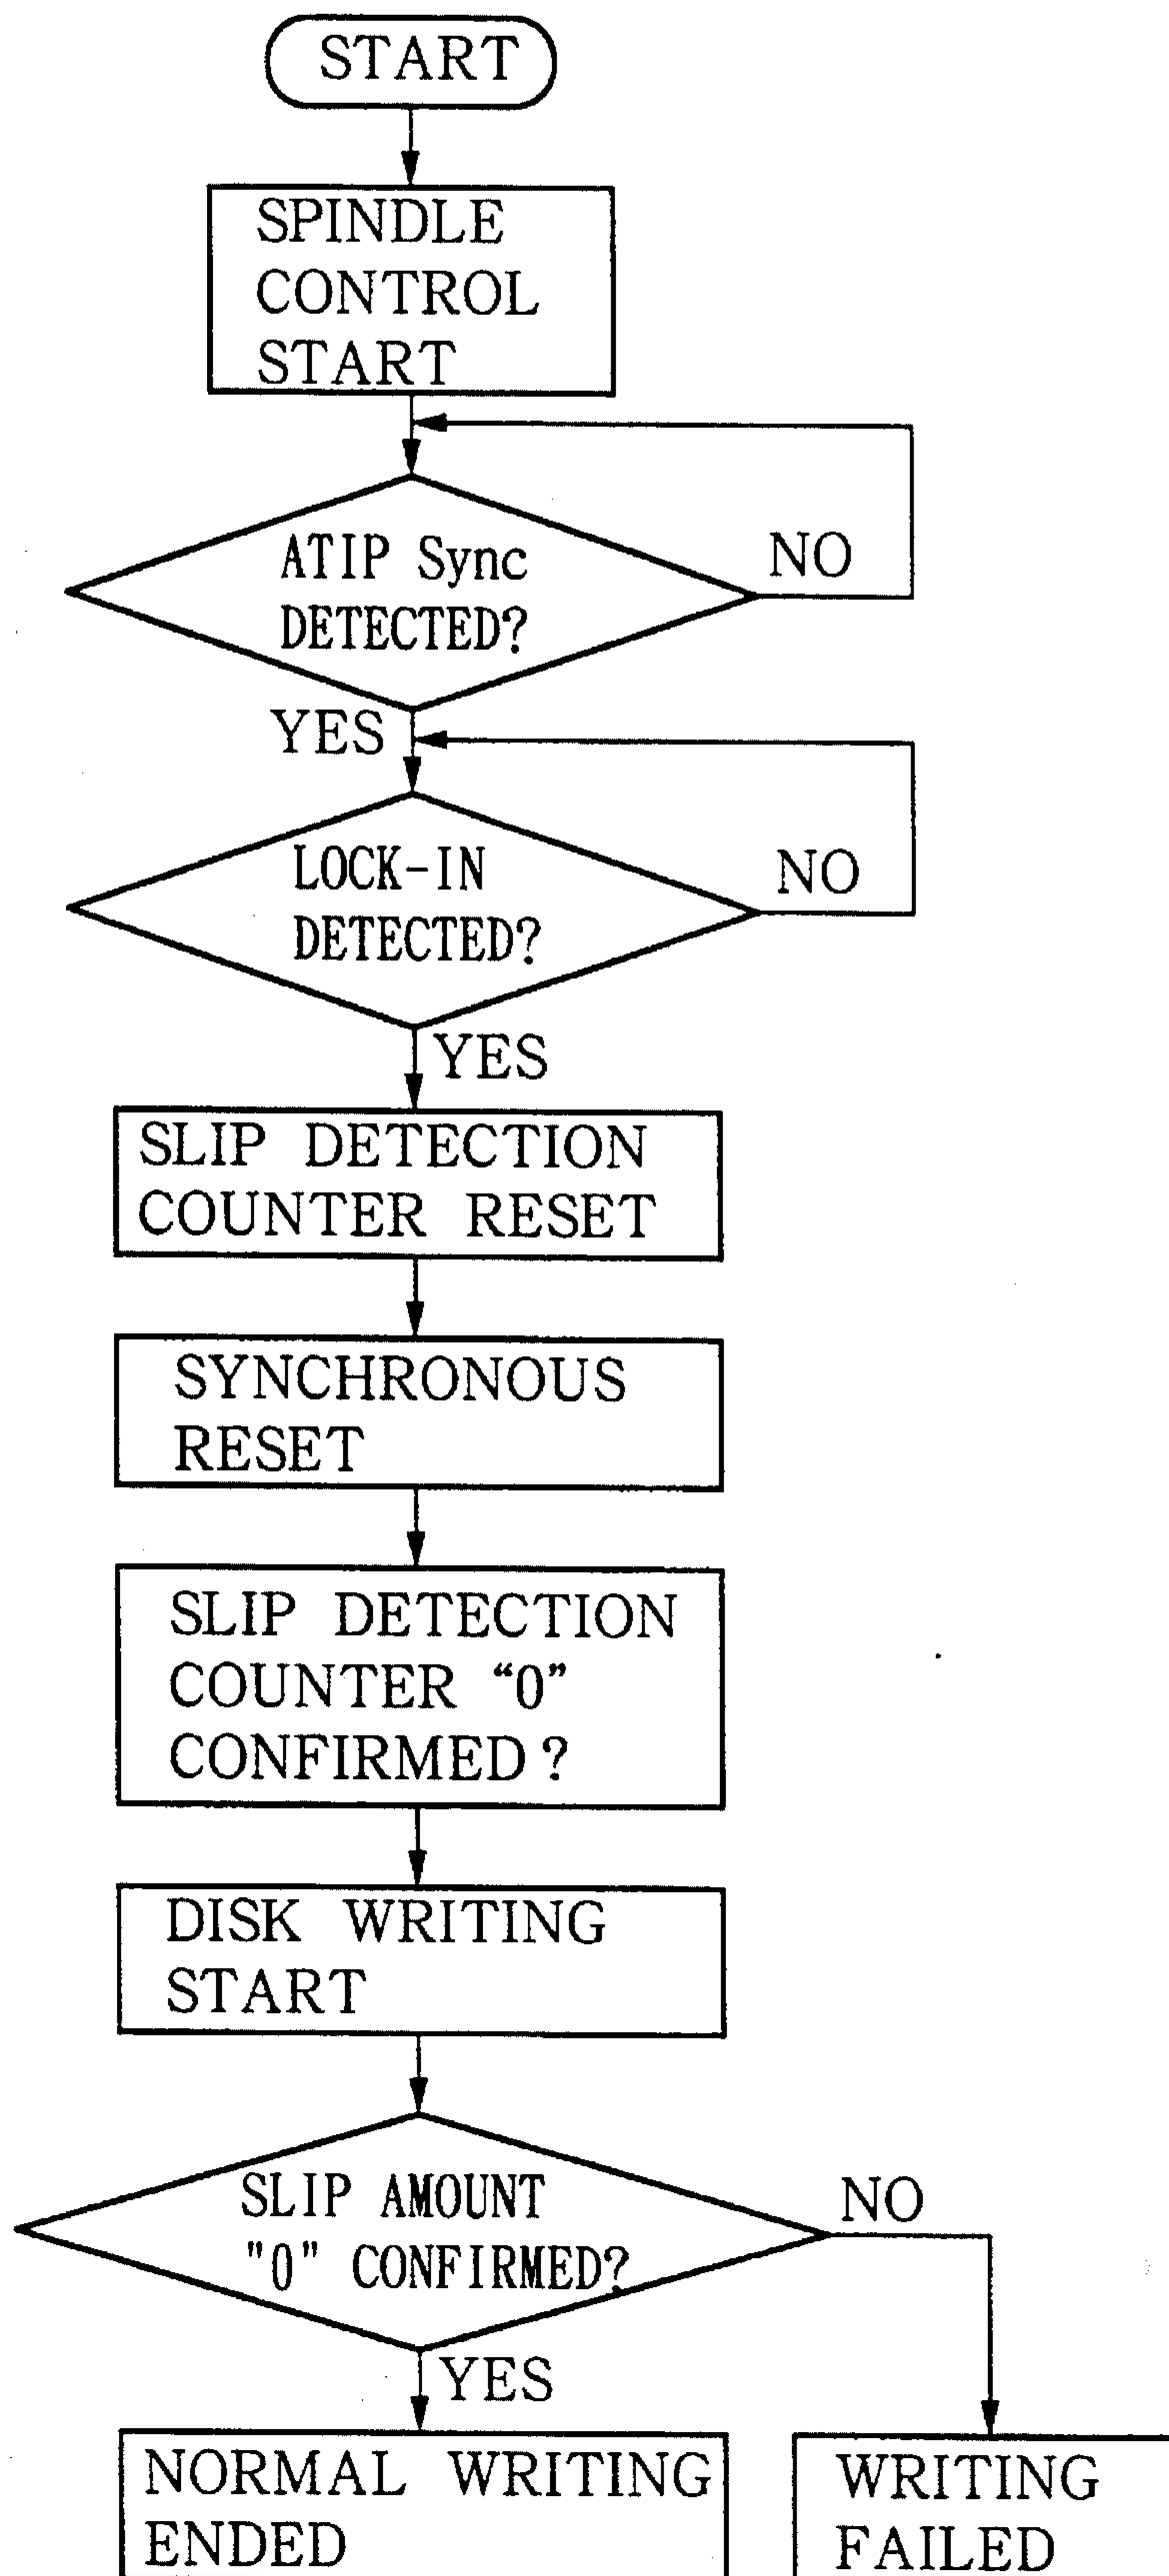 START
SPINDLE
CONTROL
START
ATIP Sync
DETECTED?
NO
YES
LOCK-IN
DETECTED?
NO
YES
SLIP DETECTION
COUNTER RESET
SYNCHRONOUS
RESET
SLIP DETECTION
COUNTER “0”
CONFIRMED?
DISK WRITING
START
SLIP AMOUNT
"0" CONFIRMED?
NO
YES
NORMAL WRITING
ENDED
WRITING
FAILED